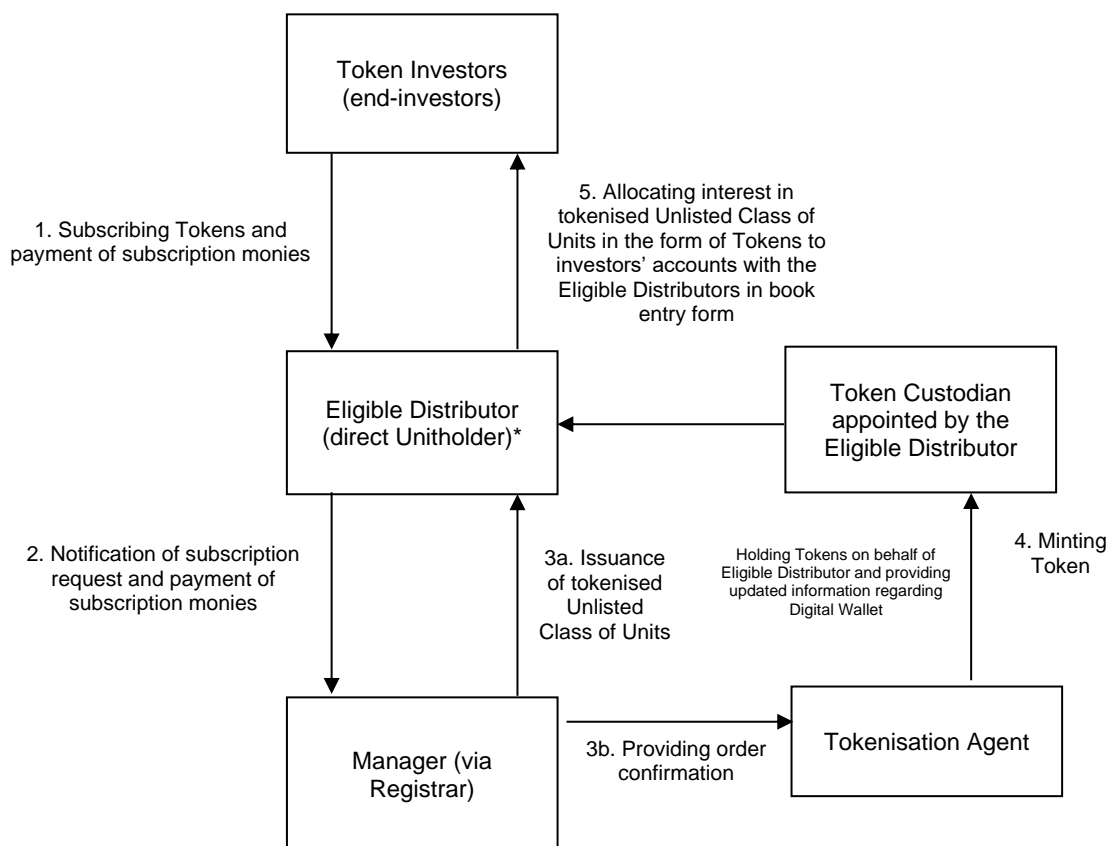 Token Investors
(end-investors)
1. Subscribing Tokens and
payment of subscription monies
5. Allocating interest in
tokenised Unlisted Class of
Units in the form of Tokens to
investors’ accounts with the
Eligible Distributors in book
entry form
Eligible Distributor
(direct Unitholder)*
Token Custodian
appointed by the
Eligible Distributor
2. Notification of subscription
request and payment of
subscription monies
3a. Issuance
of tokenised
Unlisted
Class of Units
Holding Tokens on behalf of
Eligible Distributor and providing
updated information regarding
Digital Wallet
4. Minting
Token
Manager (via
Registrar)
3b. Providing order
confirmation
Tokenisation Agent